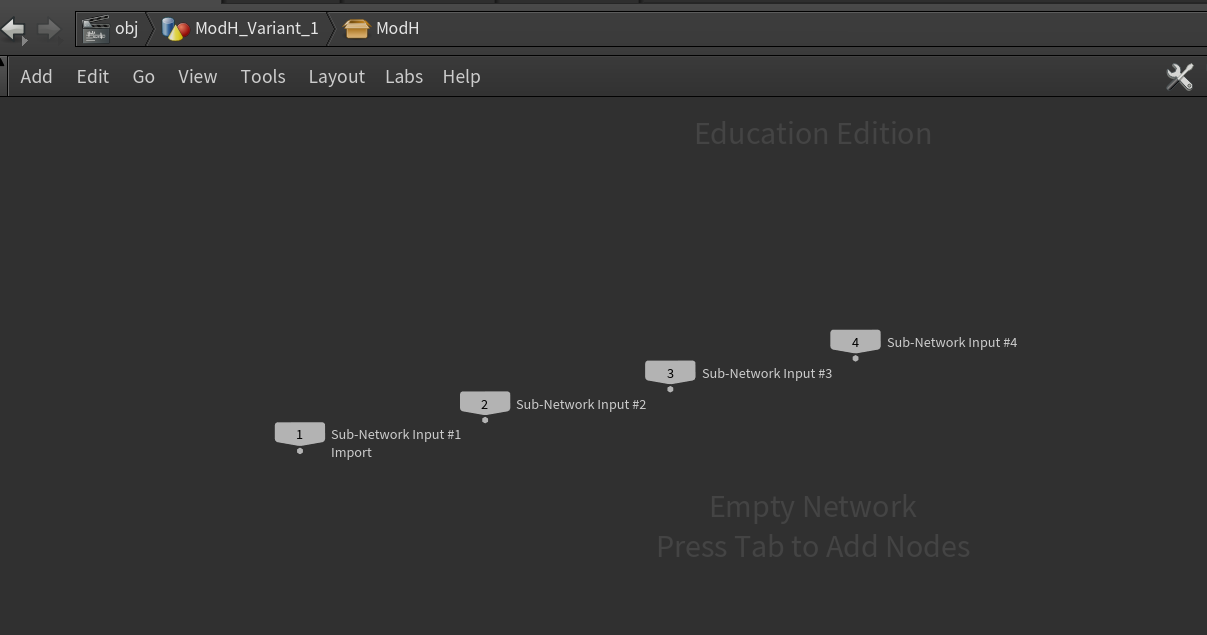 obj ModH_Variant_1 ModH
Add Edit Go View Tools Layout Labs Help
Education Edition
4 Sub-Network Input #4
3 Sub-Network Input #3
2 Sub-Network Input #2
1 Sub-Network Input #1
Import
Empty Network
Press Tab to Add Nodes